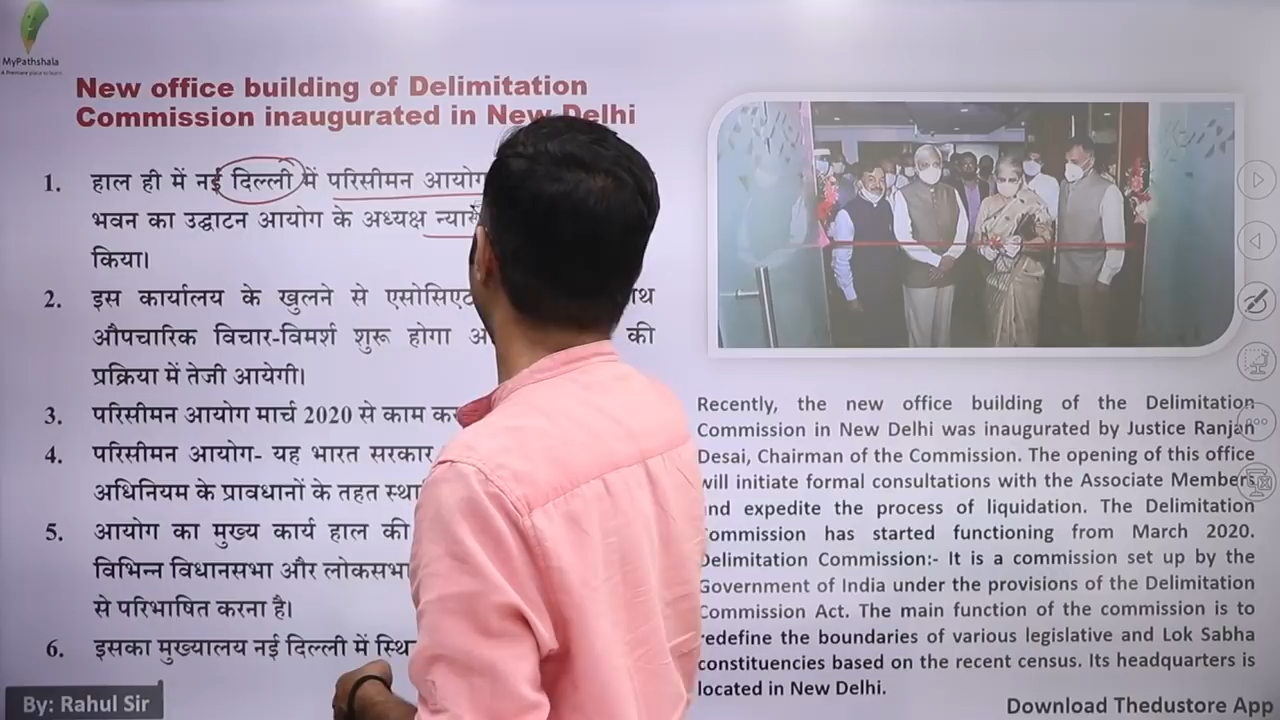 MyPathshala
A Premiere place to learn
New office building of Delimitation
Commission inaugurated in New Delhi
1. हाल ही में नई दिल्ली में परिसीमन आयोग
भवन का उद्घाटन आयोग के अध्यक्ष
किया।
2. इस कार्यालय के खुलने से
औपचारिक विचार-विमर्श शुरू होगा की
प्रक्रिया में तेजी आयेगी।
3. परिसीमन आयोग मार्च 2020 से काम
4. परिसीमन आयोग- यह भारत सरकार
अधिनियम के प्रावधानों के तहत
5. आयोग का मुख्य कार्य हाल की
विभिन्न विधानसभा और लोकसभा
से परिभाषित करना है।
6. इसका मुख्यालय नई दिल्ली में
By: Rahul Sir
Recently, the new office building of the Delimitation
Commission in New Delhi was inaugurated by Justice Ranjan
Desai, Chairman of the Commission. The opening of this office
will initiate formal consultations with the Associate Members
and expedite the process of liquidation. The Delimitation
Commission has started functioning from March 2020.
Delimitation Commission:- It is a commission set up by the
Government of India under the provisions of the Delimitation
Commission Act. The main function of the commission is to
redefine the boundaries of various legislative and Lok Sabha
constituencies based on the recent census. Its headquarters is
located in New Delhi.
Download Thedustore App